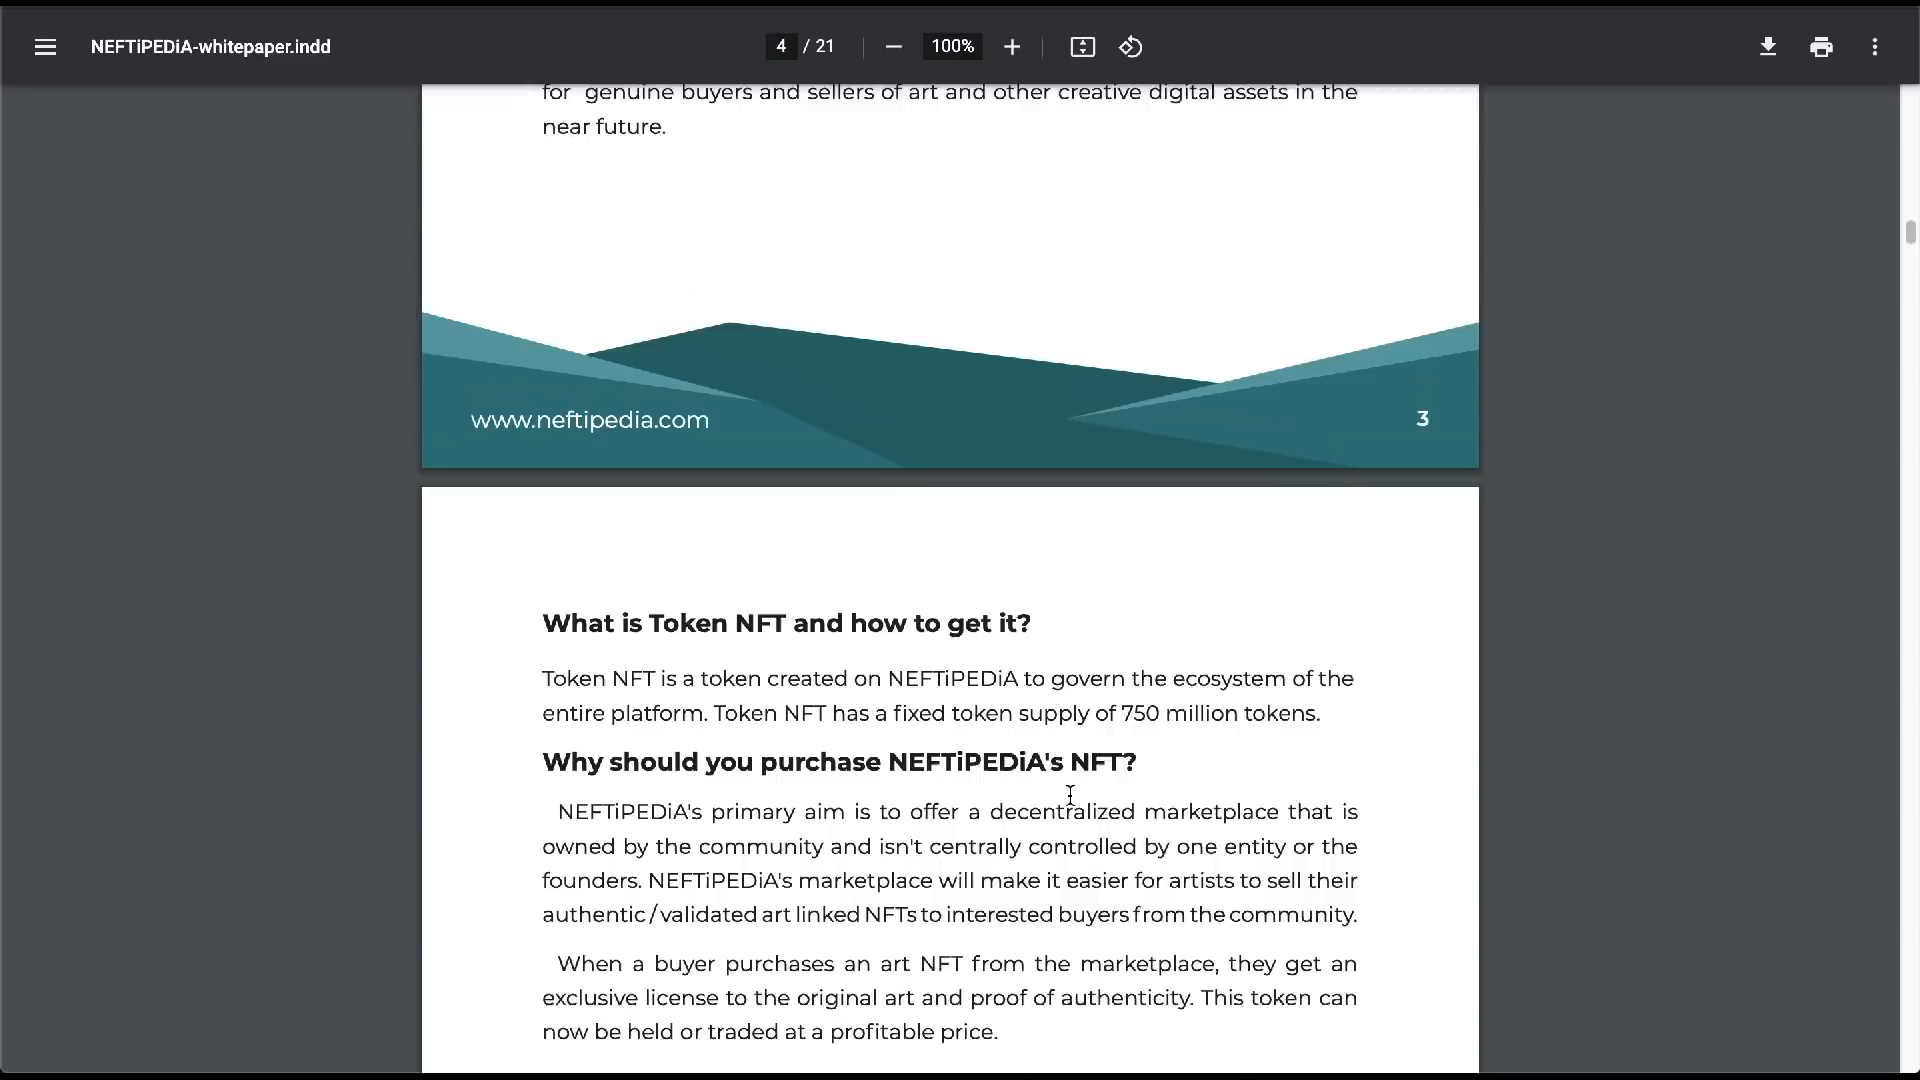 NEFTiPEDiA-whitepaper.indd
4 / 21
100%
for genuine buyers and sellers of art and other creative digital assets in the
near future.
www.neftipedia.com
3
What is Token NFT and how to get it?
Token NFT is a token created on NEFTiPEDiA to govern the ecosystem of the
entire platform. Token NFT has a fixed token supply of 750 million tokens.
Why should you purchase NEFTiPEDiA's NFT?
NEFTiPEDiA's primary aim is to offer a decentralized marketplace that is
owned by the community and isn't centrally controlled by one entity or the
founders. NEFTiPEDiA's marketplace will make it easier for artists to sell their
authentic / validated art linked NFTs to interested buyers from the community.
When a buyer purchases an art NFT from the marketplace, they get an
exclusive license to the original art and proof of authenticity. This token can
now be held or traded at a profitable price.